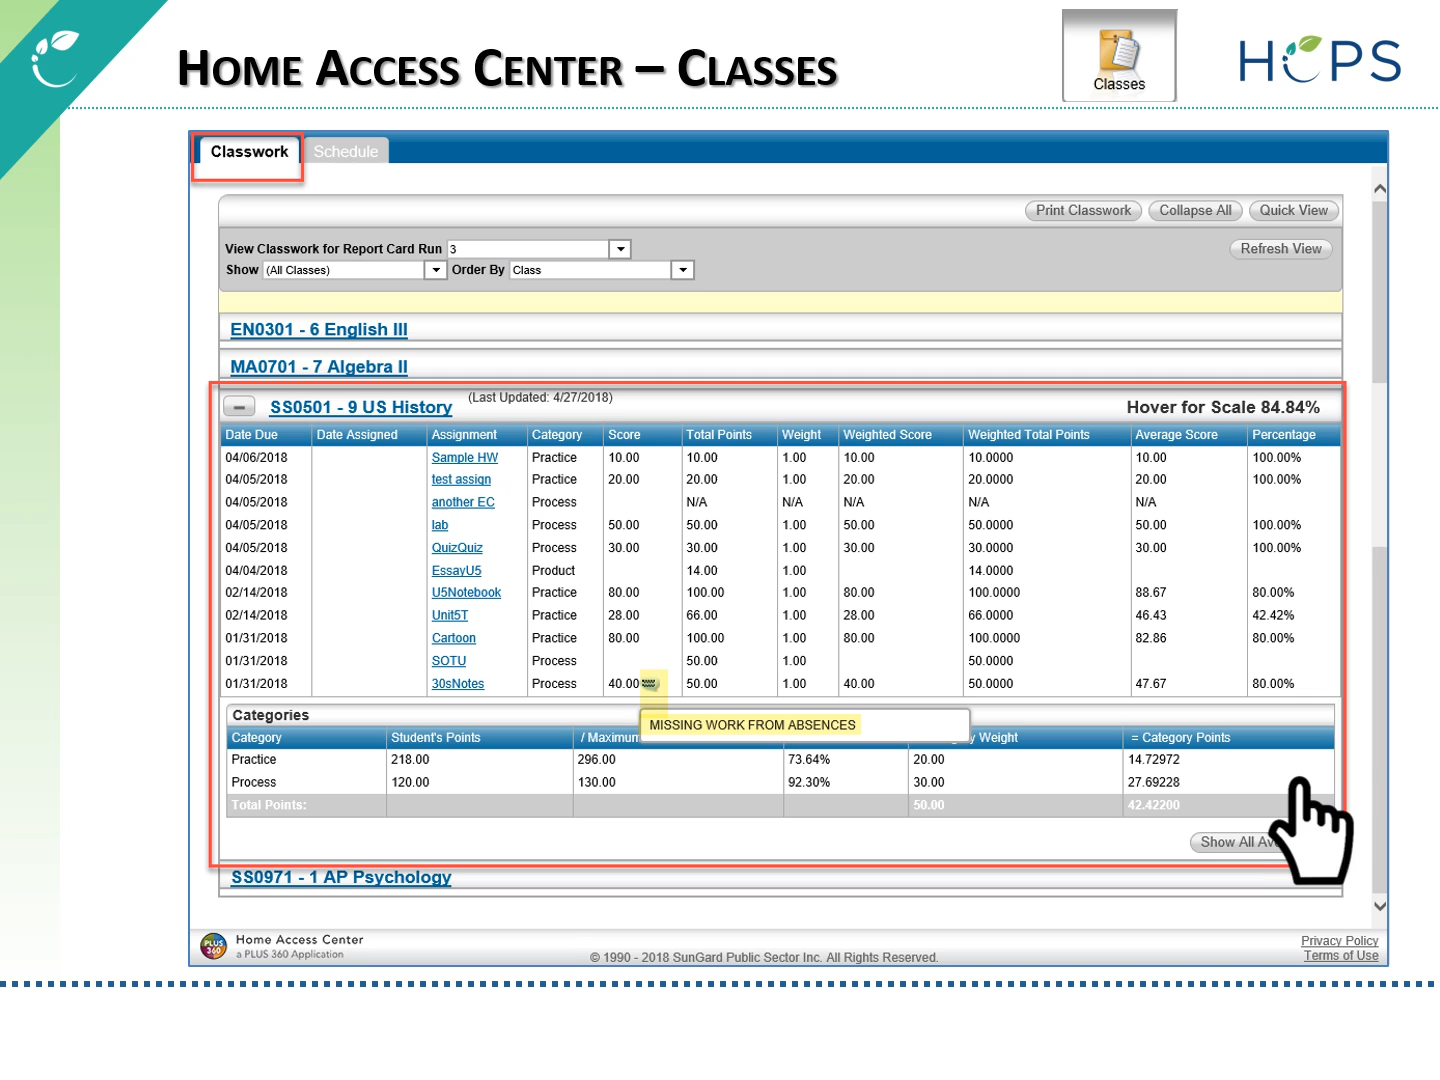 HOME ACCESS CENTER – CLASSES
Classes
HCPS
Classwork Schedule
Print Classwork Collapse All Quick View
View Classwork for Report Card Run 3
Refresh View
Show (All Classes) Order By Class
EN0301 - 6 English III
MA0701 - 7 Algebra II
SS0501 - 9 US History (Last Updated: 4/27/2018) Hover for Scale 84.84%
Date Due Date Assigned Assignment Category Score Total Points Weight Weighted Score Weighted Total Points Average Score Percentage
04/06/2018 Sample HW Practice 10.00 10.00 1.00 10.00 10.0000 10.00 100.00%
04/05/2018 test assign Practice 20.00 20.00 1.00 20.00 20.0000 20.00 100.00%
04/05/2018 another EC Process N/A N/A N/A N/A N/A
04/05/2018 lab Process 50.00 50.00 1.00 50.00 50.0000 50.00 100.00%
04/05/2018 QuizQuiz Process 30.00 30.00 1.00 30.00 30.0000 30.00 100.00%
04/04/2018 EssayU5 Product 14.00 1.00 14.0000
02/14/2018 U5Notebook Practice 80.00 100.00 1.00 80.00 100.0000 88.67 80.00%
02/14/2018 Unit5T Practice 28.00 66.00 1.00 28.00 66.0000 46.43 42.42%
01/31/2018 Cartoon Practice 80.00 100.00 1.00 80.00 100.0000 82.86 80.00%
01/31/2018 SOTU Process 50.00 1.00 50.0000
01/31/2018 30sNotes Process 40.00 50.00 1.00 40.00 50.0000 47.67 80.00%
Categories
MISSING WORK FROM ABSENCES
Category Student's Points / Maximum Weight = Category Points
Practice 218.00 296.00 73.64% 20.00 14.72972
Process 120.00 130.00 92.30% 30.00 27.69228
Total Points: 50.00 42.42200
Show All
SS0971 - 1 AP Psychology
PLUS 360
Home Access Center
a PLUS 360 Application
© 1990 - 2018 SunGard Public Sector Inc. All Rights Reserved.
Privacy Policy
Terms of Use